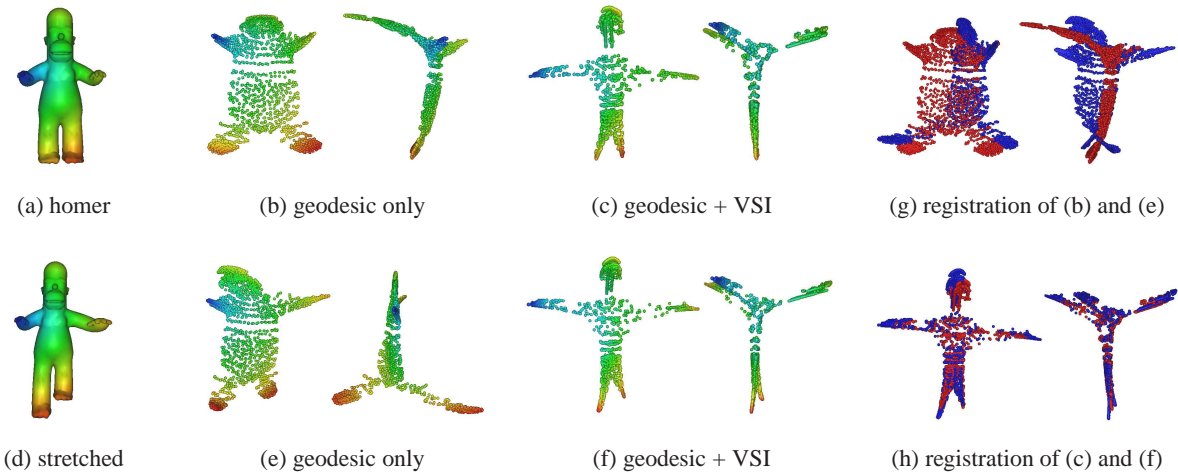 (a) homer
(b) geodesic only
(c) geodesic + VSI
(g) registration of (b) and (e)
(d) stretched
(e) geodesic only
(f) geodesic + VSI
(h) registration of (c) and (f)